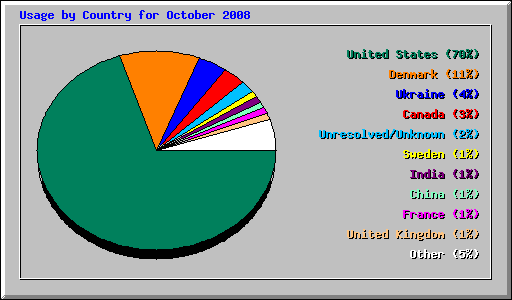 Usage by Country for October 2008
United States (70%)
Denmark (11%)
Ukraine (4%)
Canada (3%)
Unresolved/Unknown (2%)
Sweden (1%)
India (1%)
China (1%)
France (1%)
United Kingdom (1%)
Other (5%)